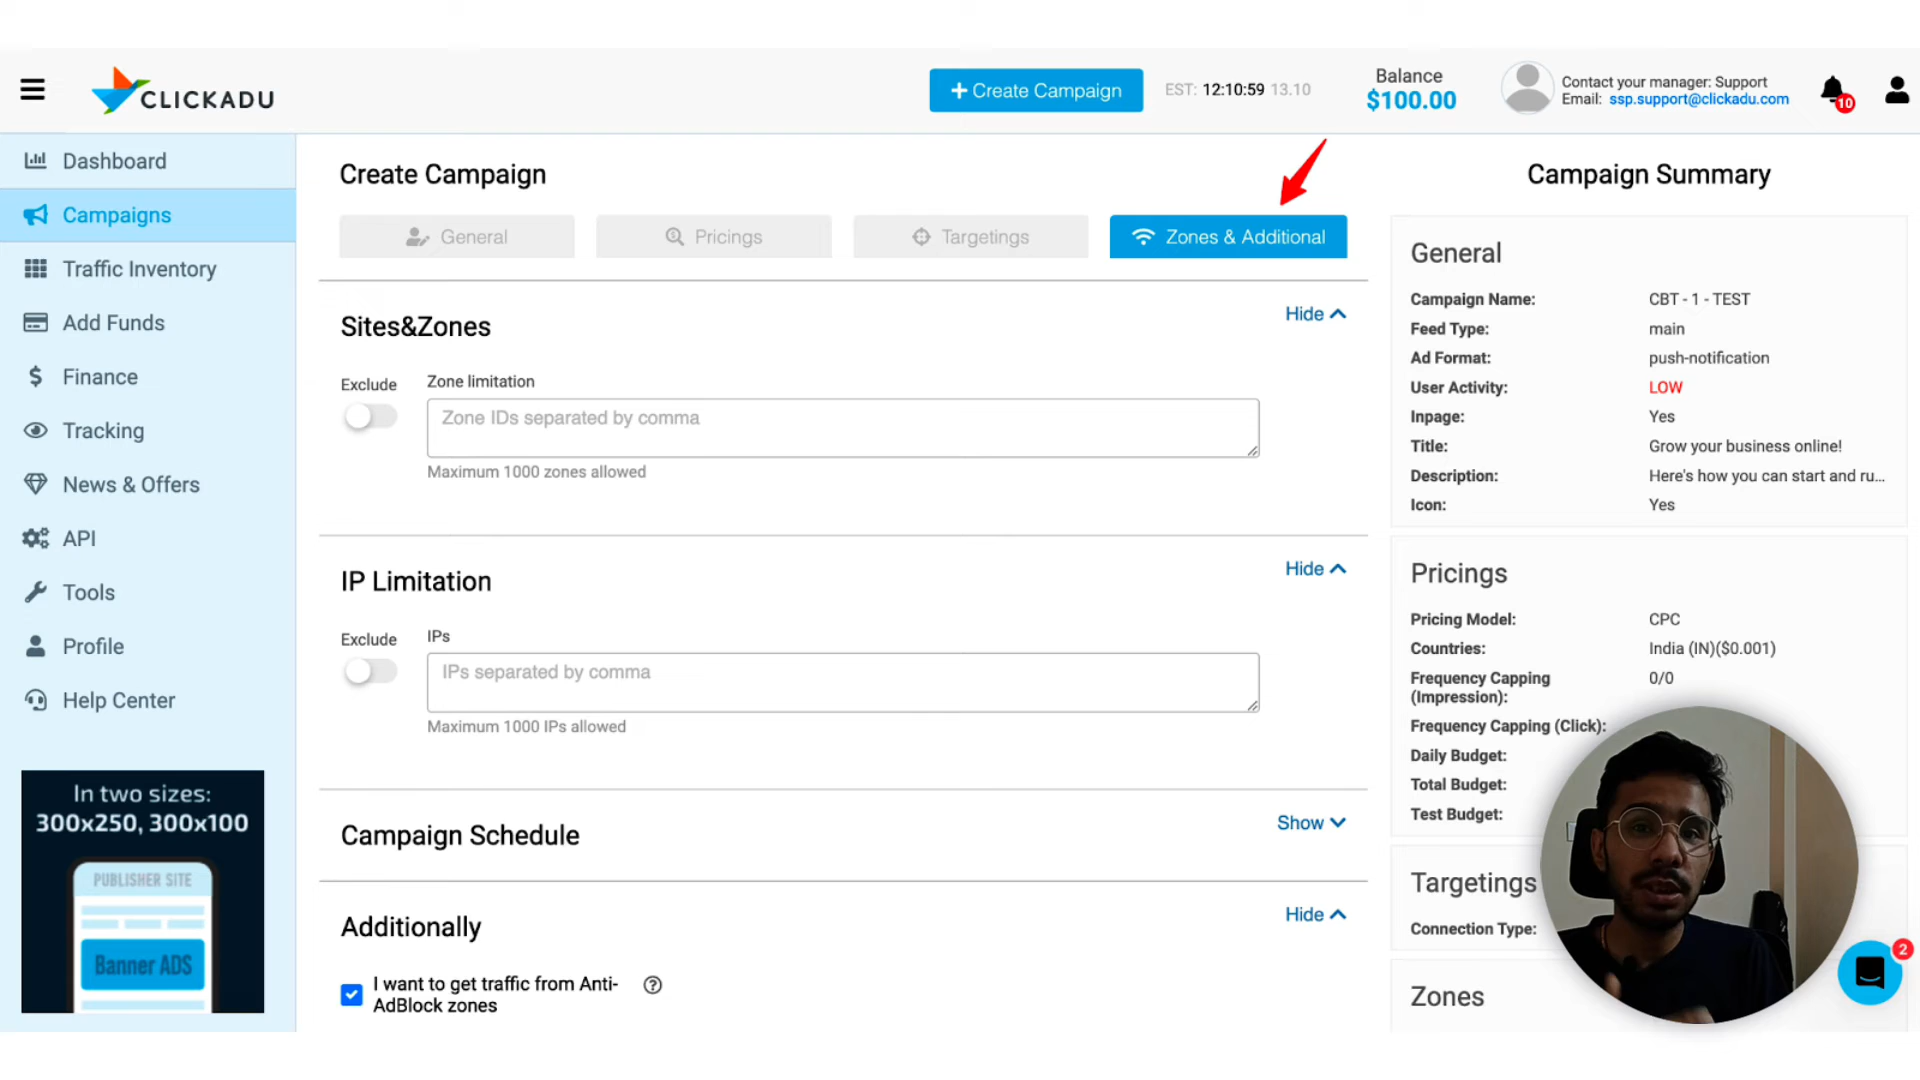 CLICKADU
+ Create Campaign
EST: 12:10:59 13.10
Balance
$100.00
Contact your manager: Support
Email: ssp.support@clickadu.com
10
Dashboard
Campaigns
Traffic Inventory
Add Funds
Finance
Tracking
News & Offers
API
Tools
Profile
Help Center
In two sizes:
300x250, 300x100
PUBLISHER SITE
Banner ADS
Create Campaign
General
Pricings
Targetings
Zones & Additional
Sites&Zones
Hide
Exclude
Zone limitation
Zone IDs separated by comma
Maximum 1000 zones allowed
IP Limitation
Hide
Exclude
IPs
IPs separated by comma
Maximum 1000 IPs allowed
Campaign Schedule
Show
Additionally
Hide
I want to get traffic from Anti-
AdBlock zones
Campaign Summary
General
Campaign Name: CBT - 1 - TEST
Feed Type: main
Ad Format: push-notification
User Activity: LOW
Inpage: Yes
Title: Grow your business online!
Description: Here's how you can start and ru...
Icon: Yes
Pricings
Pricing Model: CPC
Countries: India (IN)($0.001)
Frequency Capping 0/0
(Impression):
Frequency Capping (Click):
Daily Budget:
Total Budget:
Test Budget:
Targetings
Connection Type:
Zones
2